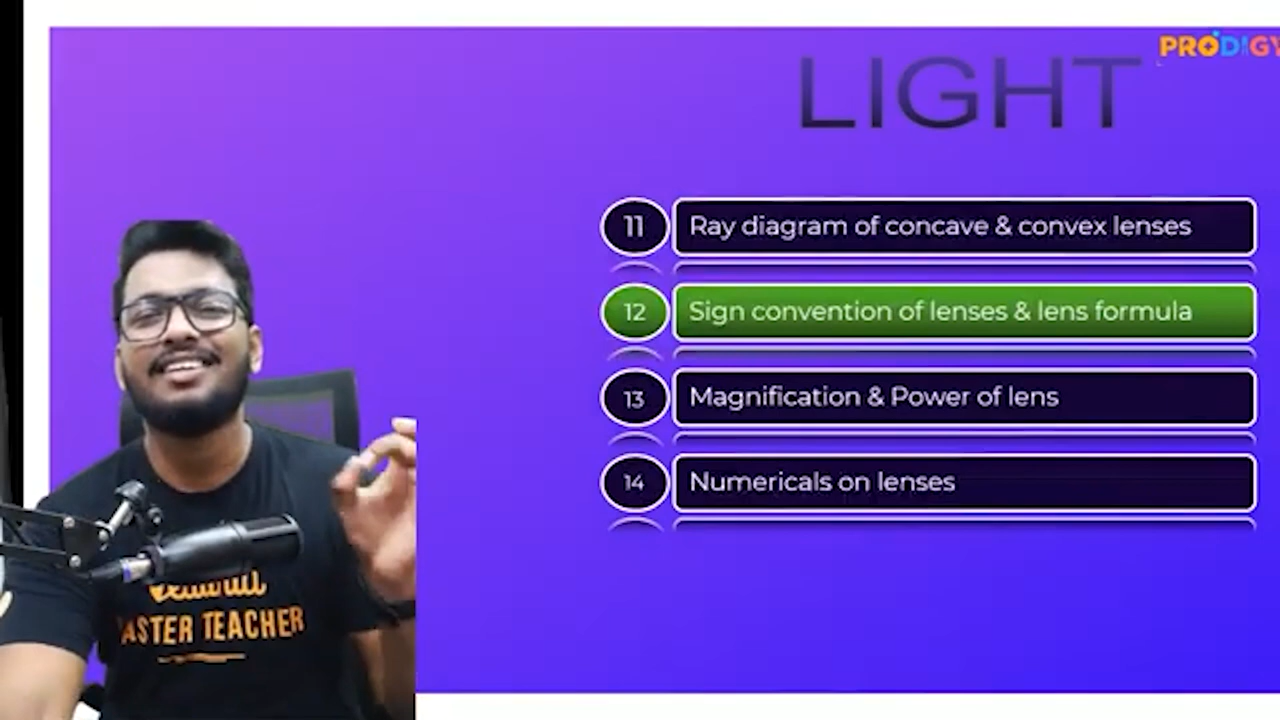 PRODIGY
LIGHT
11 Ray diagram of concave & convex lenses
12 Sign convention of lenses & lens formula
13 Magnification & Power of lens
14 Numericals on lenses
ASTER TEACHER